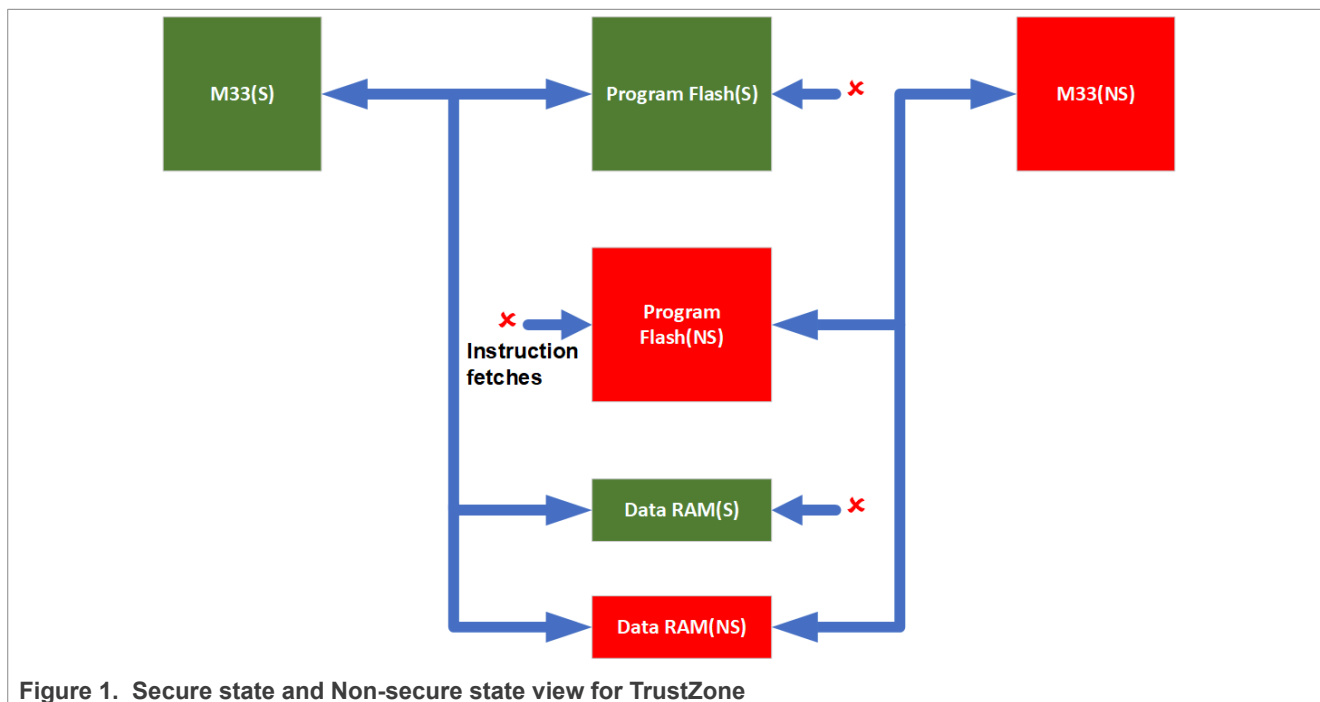 M33(S)
Program Flash(S)
M33(NS)
Program
Flash(NS)
Instruction
fetches
Data RAM(S)
Data RAM(NS)
Figure 1. Secure state and Non-secure state view for TrustZone